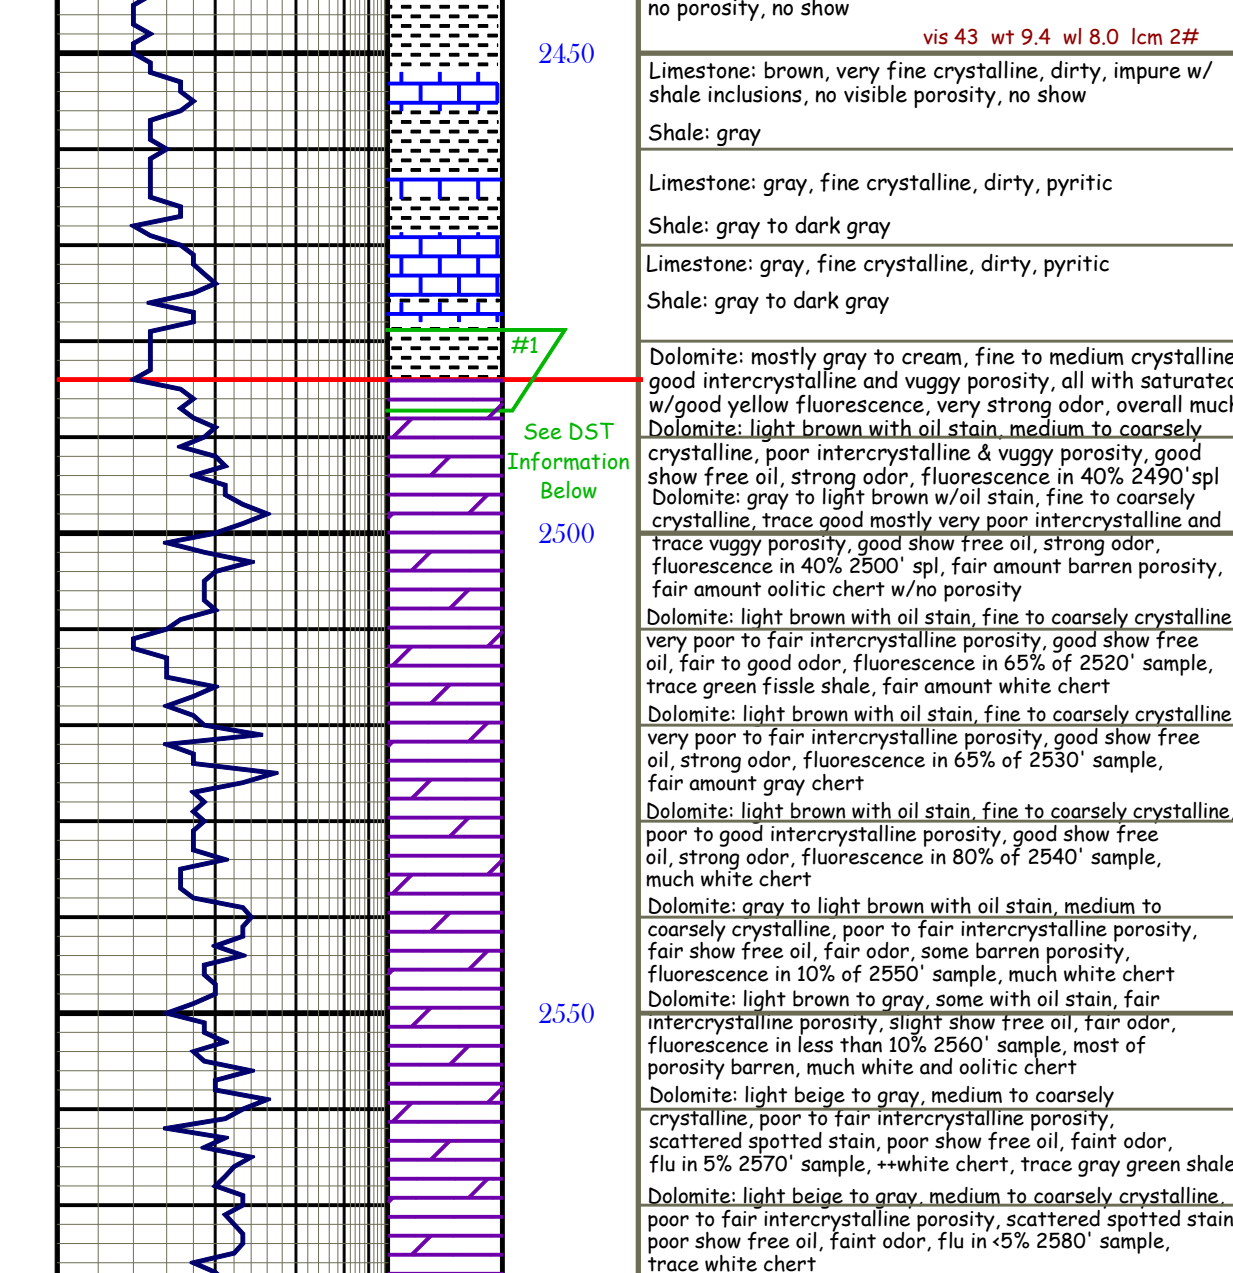 no porosity, no show
vis 43 wt 9.4 wl 8.0 lcm 2#
2450
Limestone: brown, very fine crystalline, dirty, impure w/
shale inclusions, no visible porosity, no show
Shale: gray
Limestone: gray, fine crystalline, dirty, pyritic
Shale: gray to dark gray
Limestone: gray, fine crystalline, dirty, pyritic
Shale: gray to dark gray
#1
Dolomite: mostly gray to cream, fine to medium crystalline
good intercrystalline and vuggy porosity, all with saturated
w/good yellow fluorescence, very strong odor, overall much
Dolomite: light brown with oil stain, medium to coarsely
crystalline, poor intercrystalline & vuggy porosity, good
show free oil, strong odor, fluorescence in 40% 2490'spl
See DST
Information
Below
Dolomite: gray to light brown w/oil stain, fine to coarsely
crystalline, trace good mostly very poor intercrystalline and
2500
trace vuggy porosity, good show free oil, strong odor,
fluorescence in 40% 2500' spl, fair amount barren porosity,
fair amount oolitic chert w/no porosity
Dolomite: light brown with oil stain, fine to coarsely crystalline
very poor to fair intercrystalline porosity, good show free
oil, fair to good odor, fluorescence in 65% of 2520' sample,
trace green fissle shale, fair amount white chert
Dolomite: light brown with oil stain, fine to coarsely crystalline
very poor to fair intercrystalline porosity, good show free
oil, strong odor, fluorescence in 65% of 2530' sample,
fair amount gray chert
Dolomite: light brown with oil stain, fine to coarsely crystalline,
poor to good intercrystalline porosity, good show free
oil, strong odor, fluorescence in 80% of 2540' sample,
much white chert
Dolomite: gray to light brown with oil stain, medium to
coarsely crystalline, poor to fair intercrystalline porosity,
fair show free oil, fair odor, some barren porosity,
fluorescence in 10% of 2550' sample, much white chert
Dolomite: light brown to gray, some with oil stain, fair
2550
intercrystalline porosity, slight show free oil, fair odor,
fluorescence in less than 10% 2560' sample, most of
porosity barren, much white and oolitic chert
Dolomite: light beige to gray, medium to coarsely
crystalline, poor to fair intercrystalline porosity,
scattered spotted stain, poor show free oil, faint odor,
flu in 5% 2570' sample, ++white chert, trace gray green shale
Dolomite: light beige to gray, medium to coarsely crystalline,
poor to fair intercrystalline porosity, scattered spotted stain
poor show free oil, faint odor, flu in <5% 2580' sample,
trace white chert